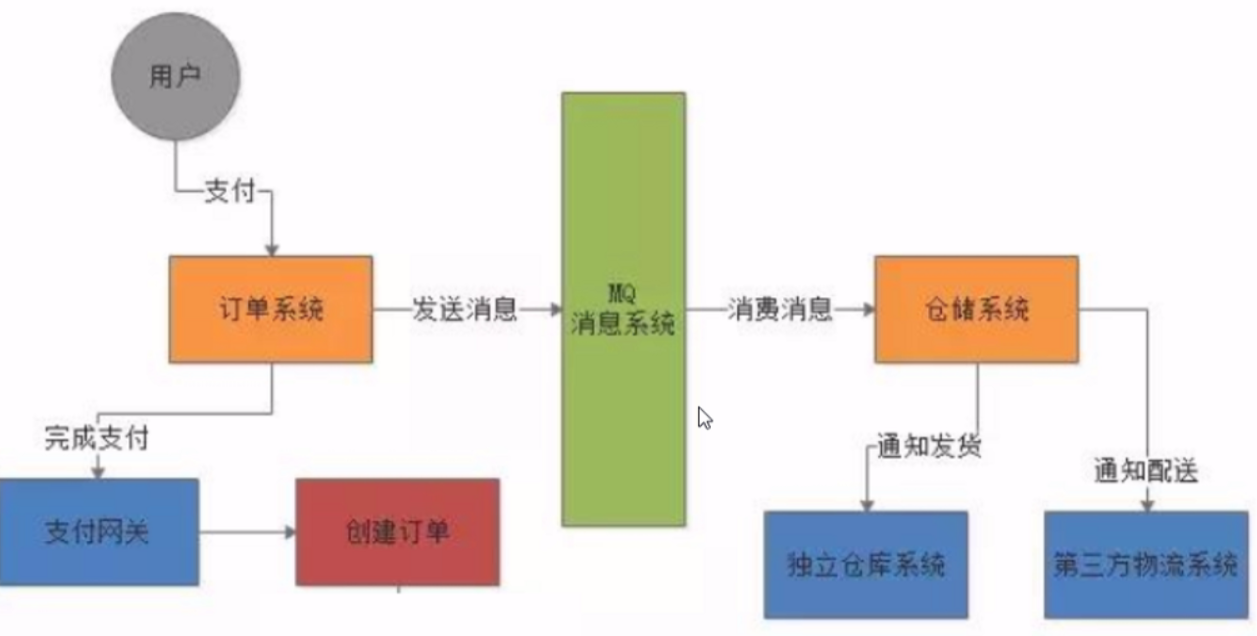 用户
支付
订单系统
发送消息
MQ
消息系统
消费消息
仓储系统
完成支付
通知发货
通知配送
支付网关
创建订单
独立仓库系统
第三方物流系统